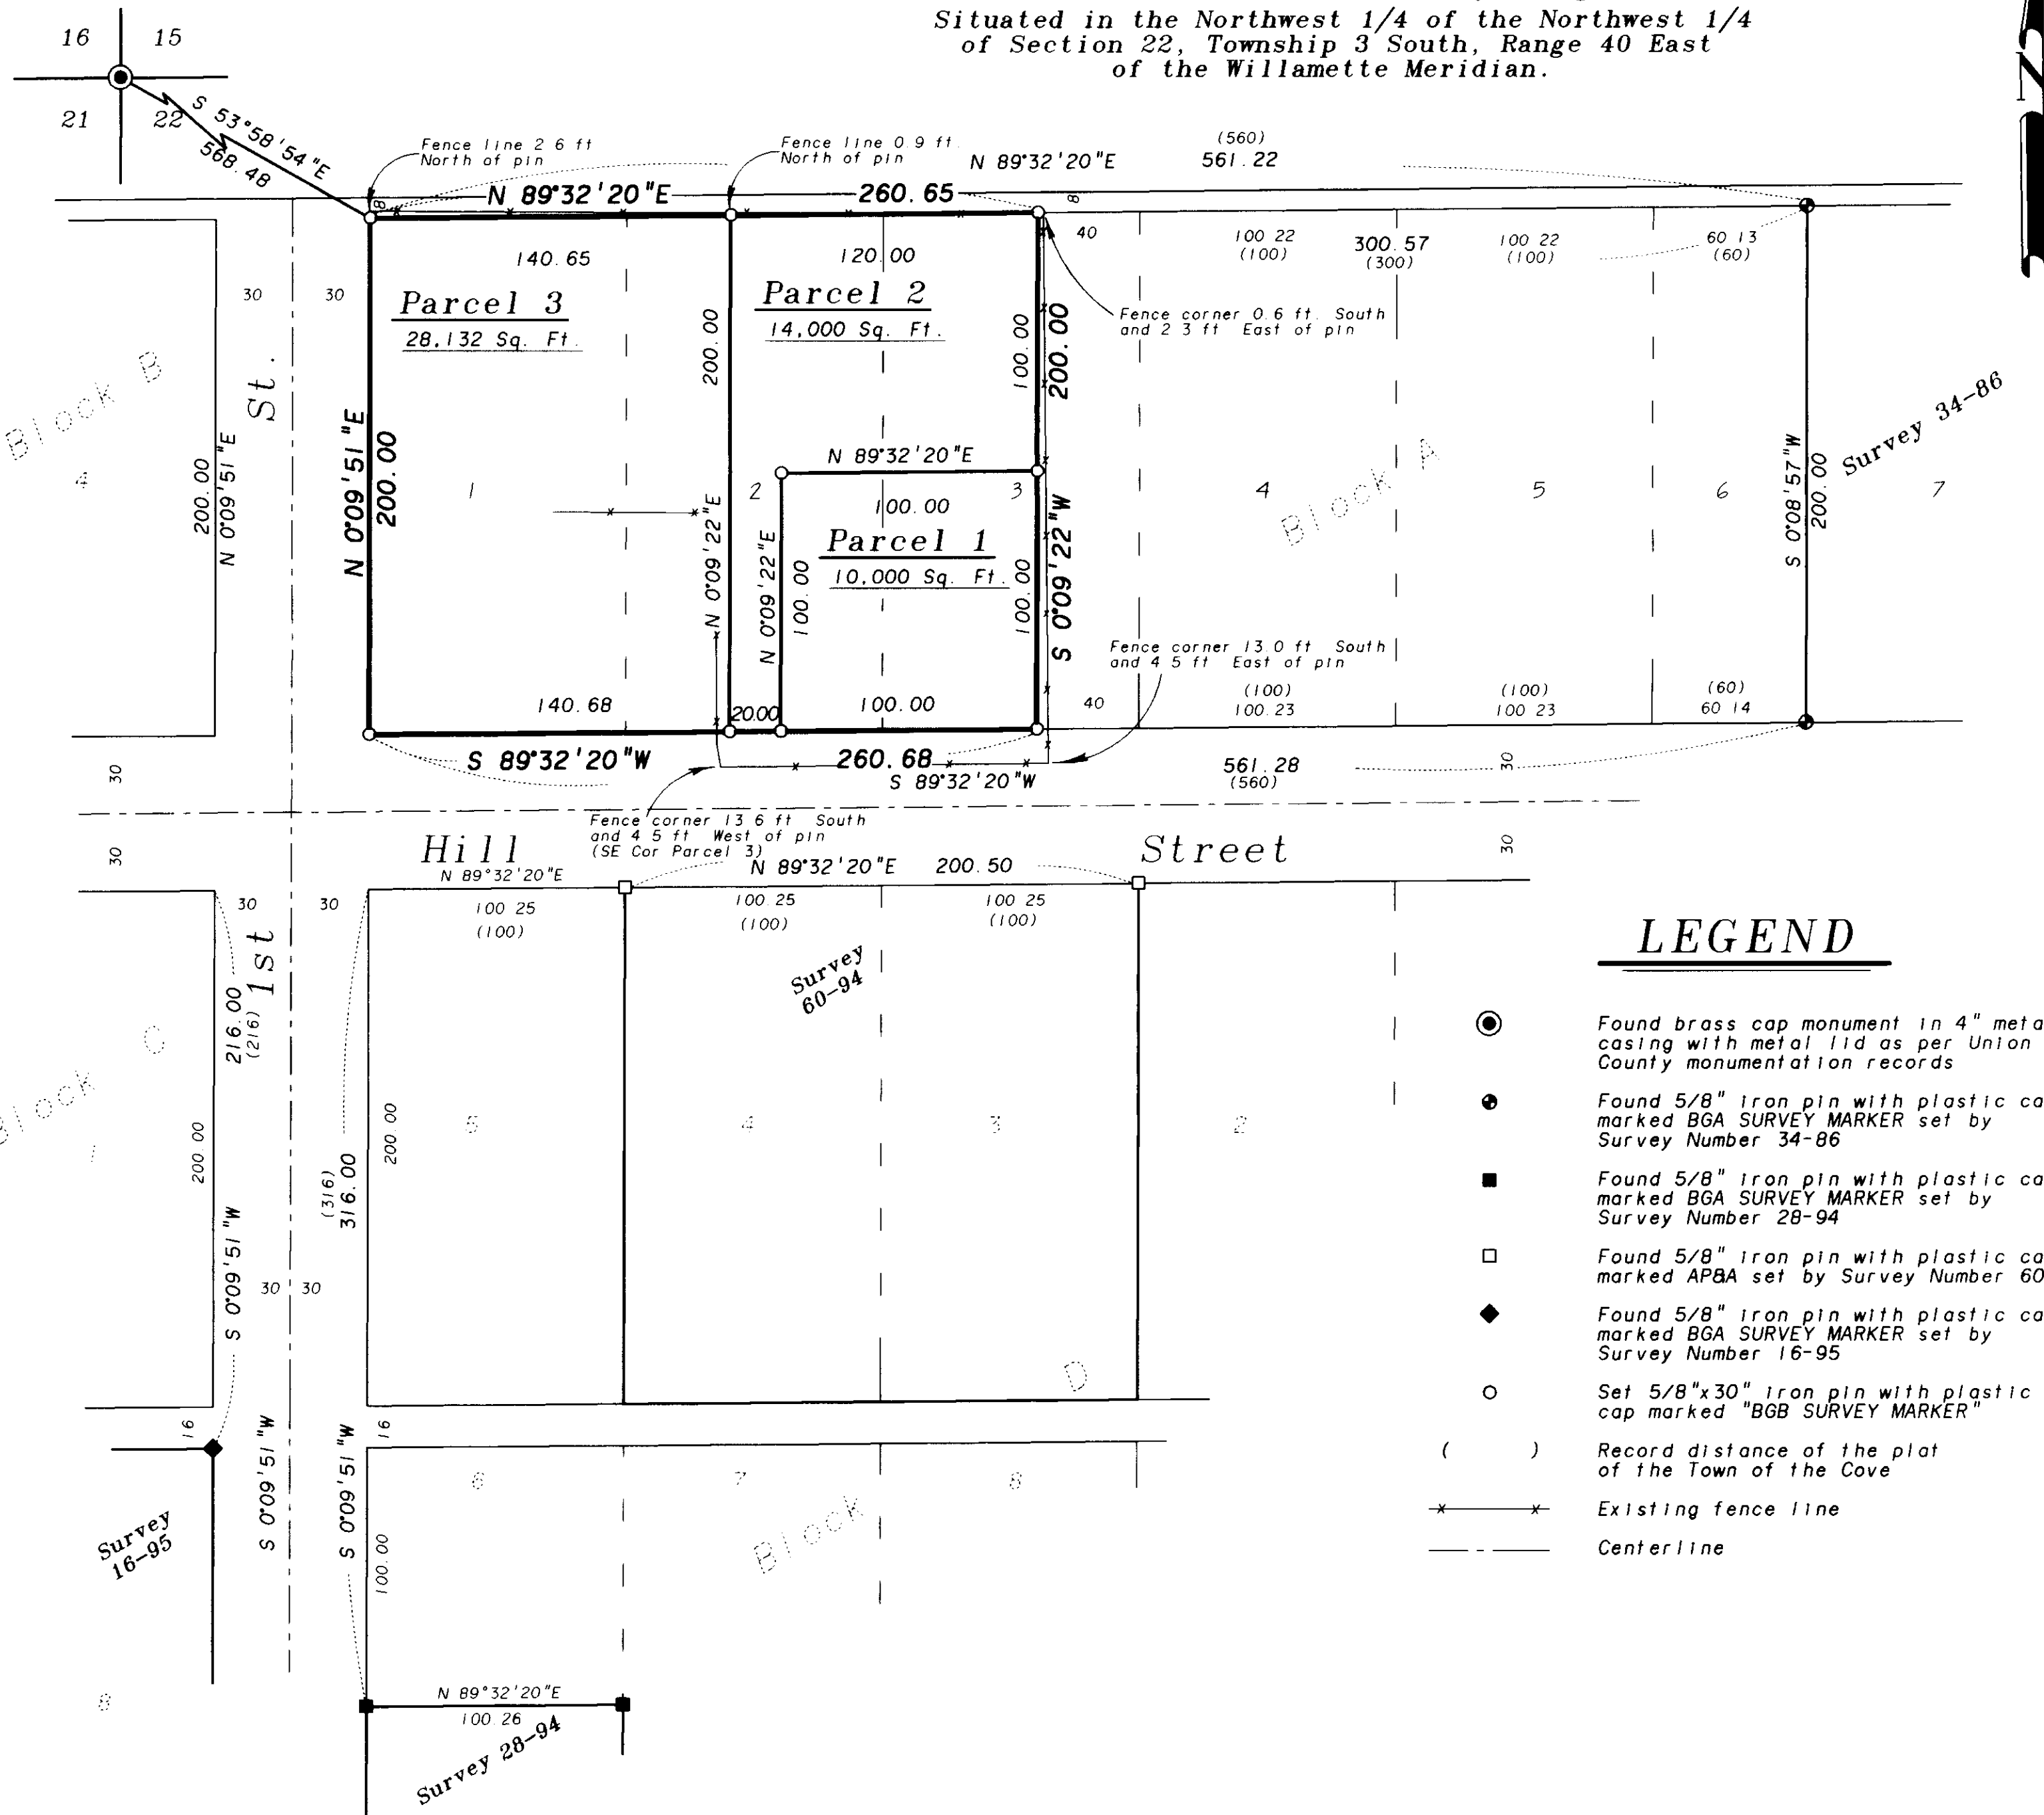 Situated in the Northwest 1/4 of the Northwest 1/4
of Section 22, Township 3 South, Range 40 East
of the Willamette Meridian.
N
16 15
21 22
S 53°58'54"E
568.48
Fence line 2 6 ft
North of pin
Fence line 0.9 ft.
North of pin
N 89°32'20"E
(560)
561.22
N 89°32'20"E 260.65
8
8
140.65
120.00
40
100 22
(100)
300.57
(300)
100 22
(100)
60 13
(60)
30 30
Parcel 3
28,132 Sq. Ft.
Parcel 2
14,000 Sq. Ft.
200.00
100.00
200.00
Fence corner 0.6 ft. South
and 2 3 ft East of pin
Block B
4
St.
200.00
N 0°09'51"E
N 0°09'51"E
200.00
N 89°32'20"E
1
2
3
4
5
6
7
Block A
Survey 34-86
S 0°08'57"W
200.00
100.00
Parcel 1
10,000 Sq. Ft.
N 0°09'22"E
N 0°09'22"E
100.00
100.00
S 0°09'22"W
Fence corner 13.0 ft South
and 4 5 ft East of pin
140.68
20.00
100.00
40
(100)
100.23
(100)
100 23
(60)
60 14
S 89°32'20"W
260.68
S 89°32'20"W
561.28
(560)
30
30
Fence corner 13 6 ft South
and 4 5 ft West of pin
(SE Cor Parcel 3)
30
30
Hill Street
N 89°32'20"E
N 89°32'20"E 200.50
30 30
100 25
(100)
100 25
(100)
100 25
(100)
1st
216.00
(216)
Survey
60-94
Block C
1
200.00
(316)
316.00
200.00
5
4
3
2
S 0°09'51"W
30 30
D
16
16
S 0°09'51"W
S 0°09'51"W
6
7
8
Block
Survey
16-95
100.00
8
N 89°32'20"E
100 26
Survey 28-94
LEGEND
Found brass cap monument in 4" meta
casing with metal lid as per Union
County monumentation records
Found 5/8" iron pin with plastic ca
marked BGA SURVEY MARKER set by
Survey Number 34-86
Found 5/8" iron pin with plastic ca
marked BGA SURVEY MARKER set by
Survey Number 28-94
Found 5/8" iron pin with plastic ca
marked AP&A set by Survey Number 60
Found 5/8" iron pin with plastic ca
marked BGA SURVEY MARKER set by
Survey Number 16-95
Set 5/8"x30" iron pin with plastic
cap marked "BGB SURVEY MARKER"
( ) Record distance of the plat
of the Town of the Cove
Existing fence line
Centerline